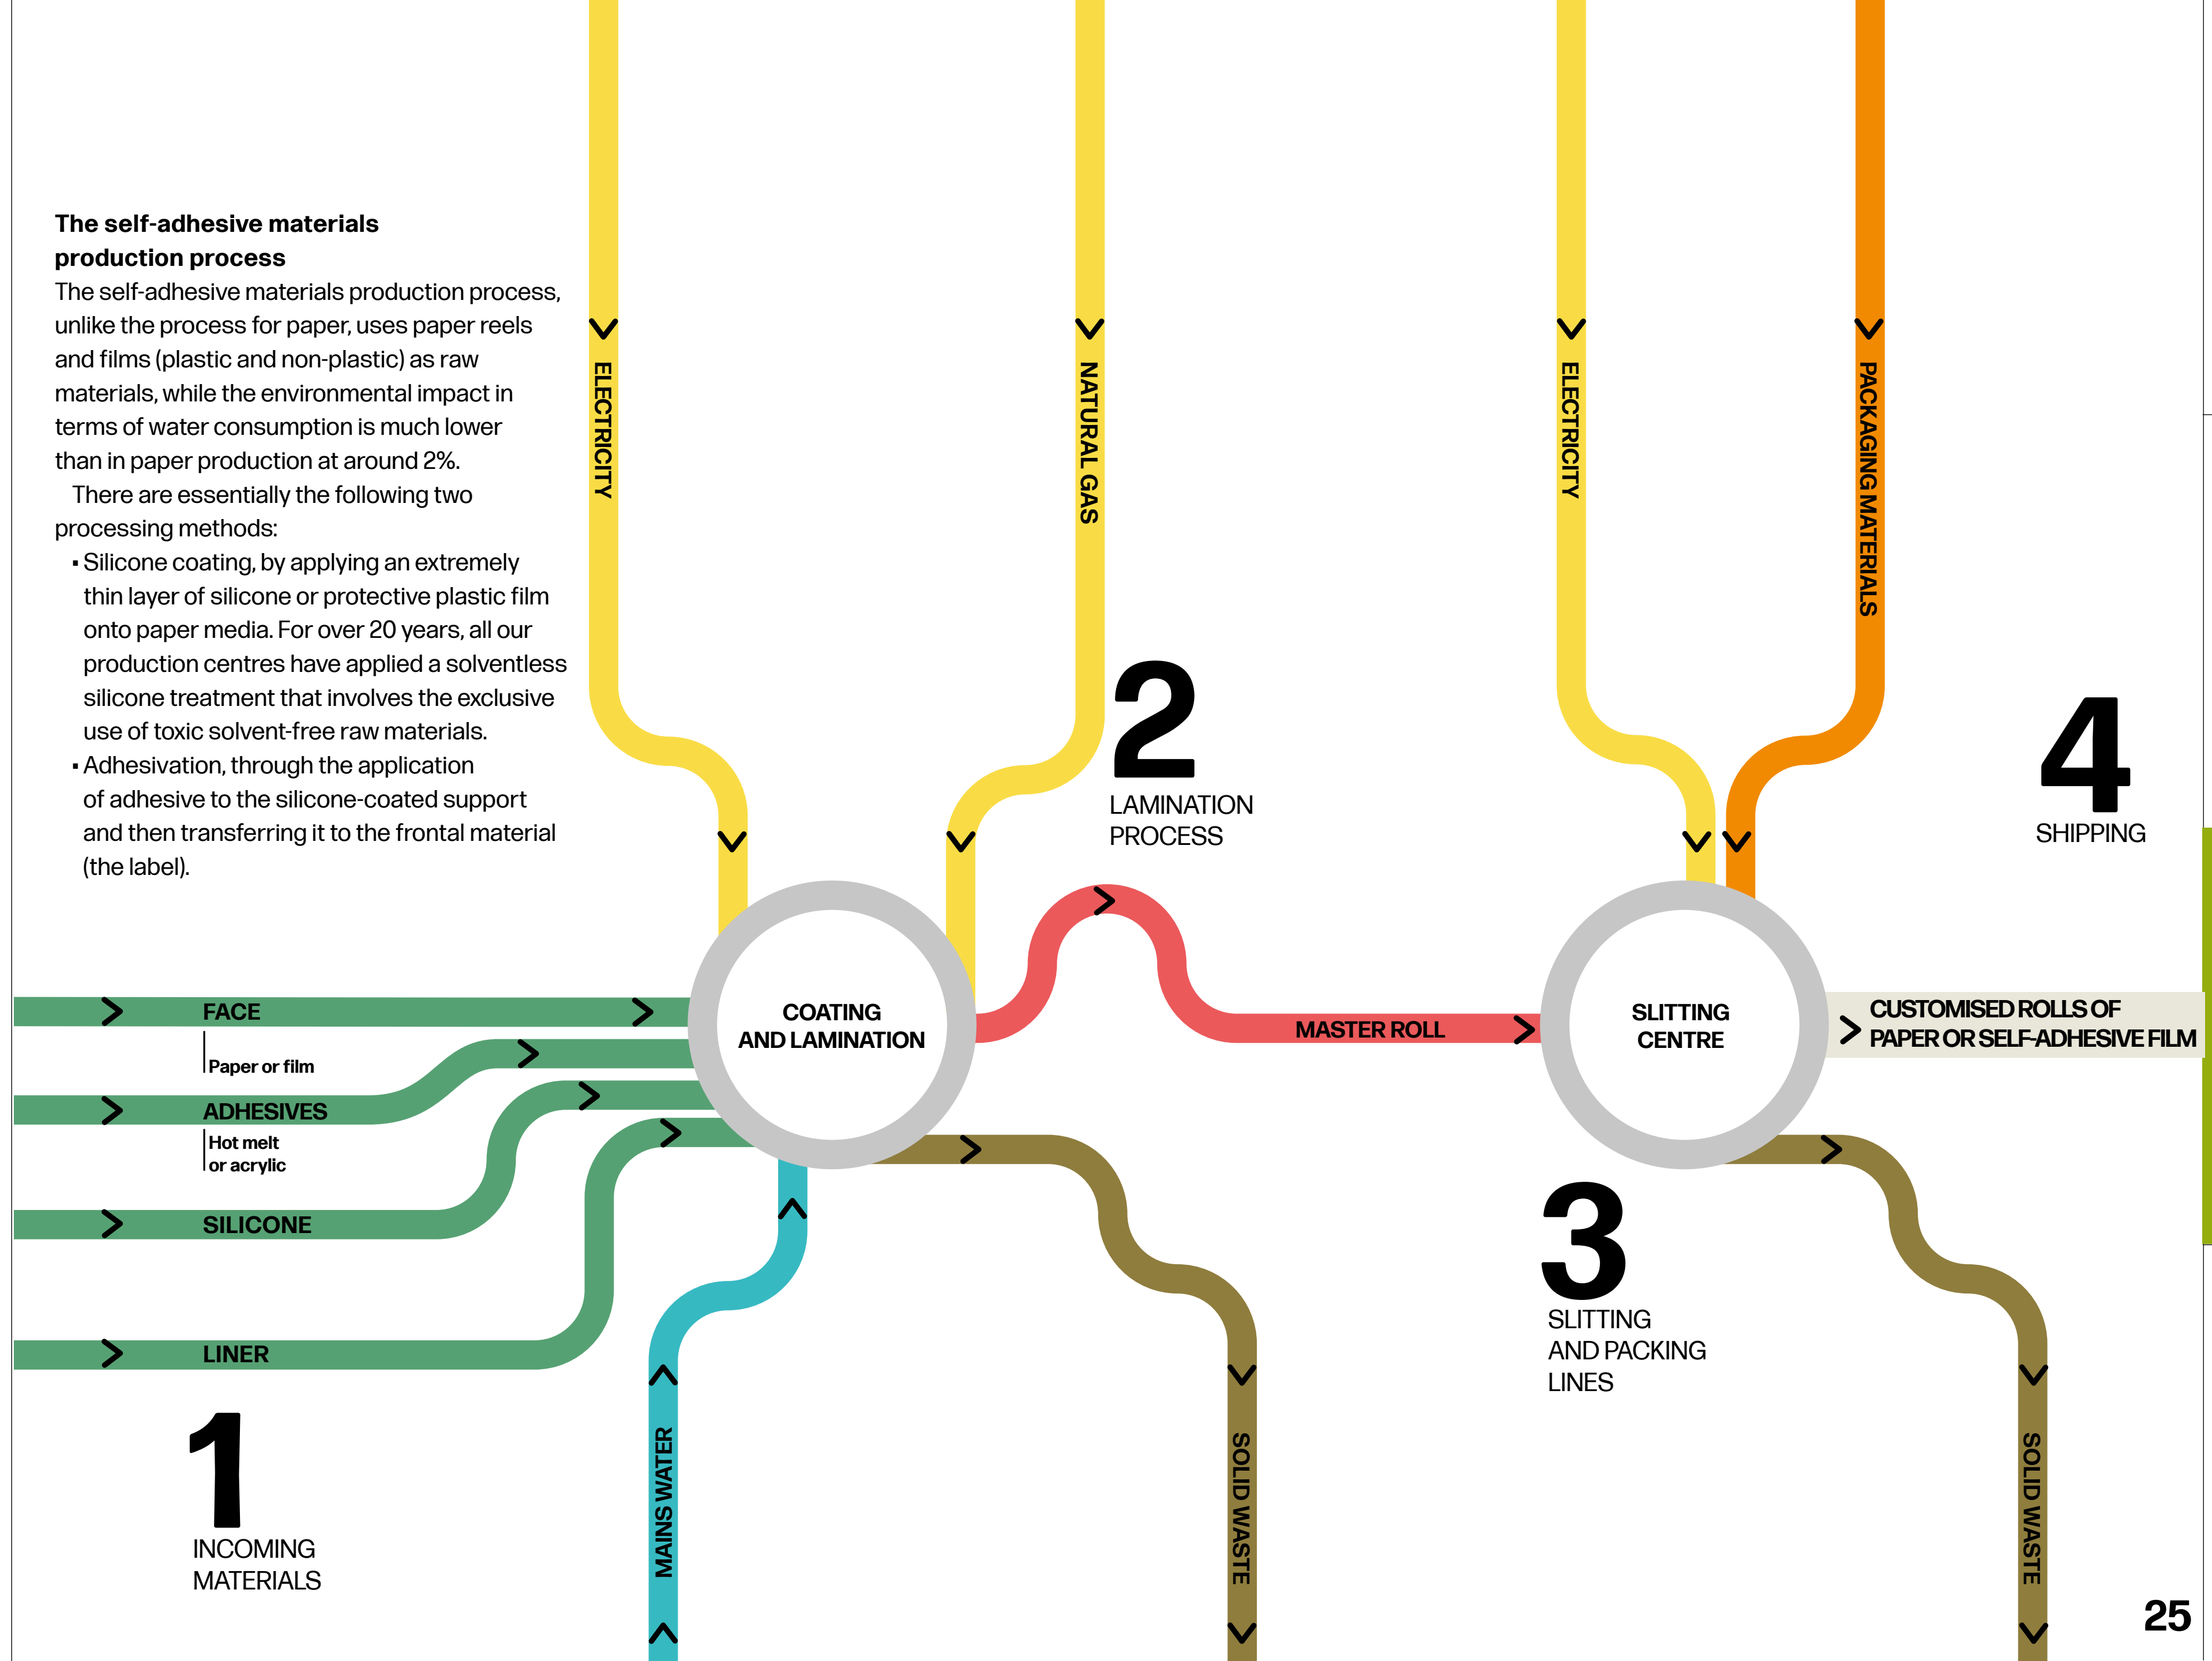 The self-adhesive materials
production process
The self-adhesive materials production process,
unlike the process for paper, uses paper reels
and films (plastic and non-plastic) as raw
materials, while the environmental impact in
terms of water consumption is much lower
than in paper production at around 2%.
There are essentially the following two
processing methods:
▪ Silicone coating, by applying an extremely
thin layer of silicone or protective plastic film
onto paper media. For over 20 years, all our
production centres have applied a solventless
silicone treatment that involves the exclusive
use of toxic solvent-free raw materials.
▪ Adhesivation, through the application
of adhesive to the silicone-coated support
and then transferring it to the frontal material
(the label).
ELECTRICITY
NATURAL GAS
ELECTRICITY
PACKAGING MATERIALS
2
LAMINATION
PROCESS
4
SHIPPING
FACE
Paper or film
ADHESIVES
Hot melt
or acrylic
SILICONE
LINER
1
INCOMING
MATERIALS
COATING
AND LAMINATION
MASTER ROLL
SLITTING
CENTRE
CUSTOMISED ROLLS OF
PAPER OR SELF-ADHESIVE FILM
3
SLITTING
AND PACKING
LINES
MAINS WATER
SOLID WASTE
SOLID WASTE
25